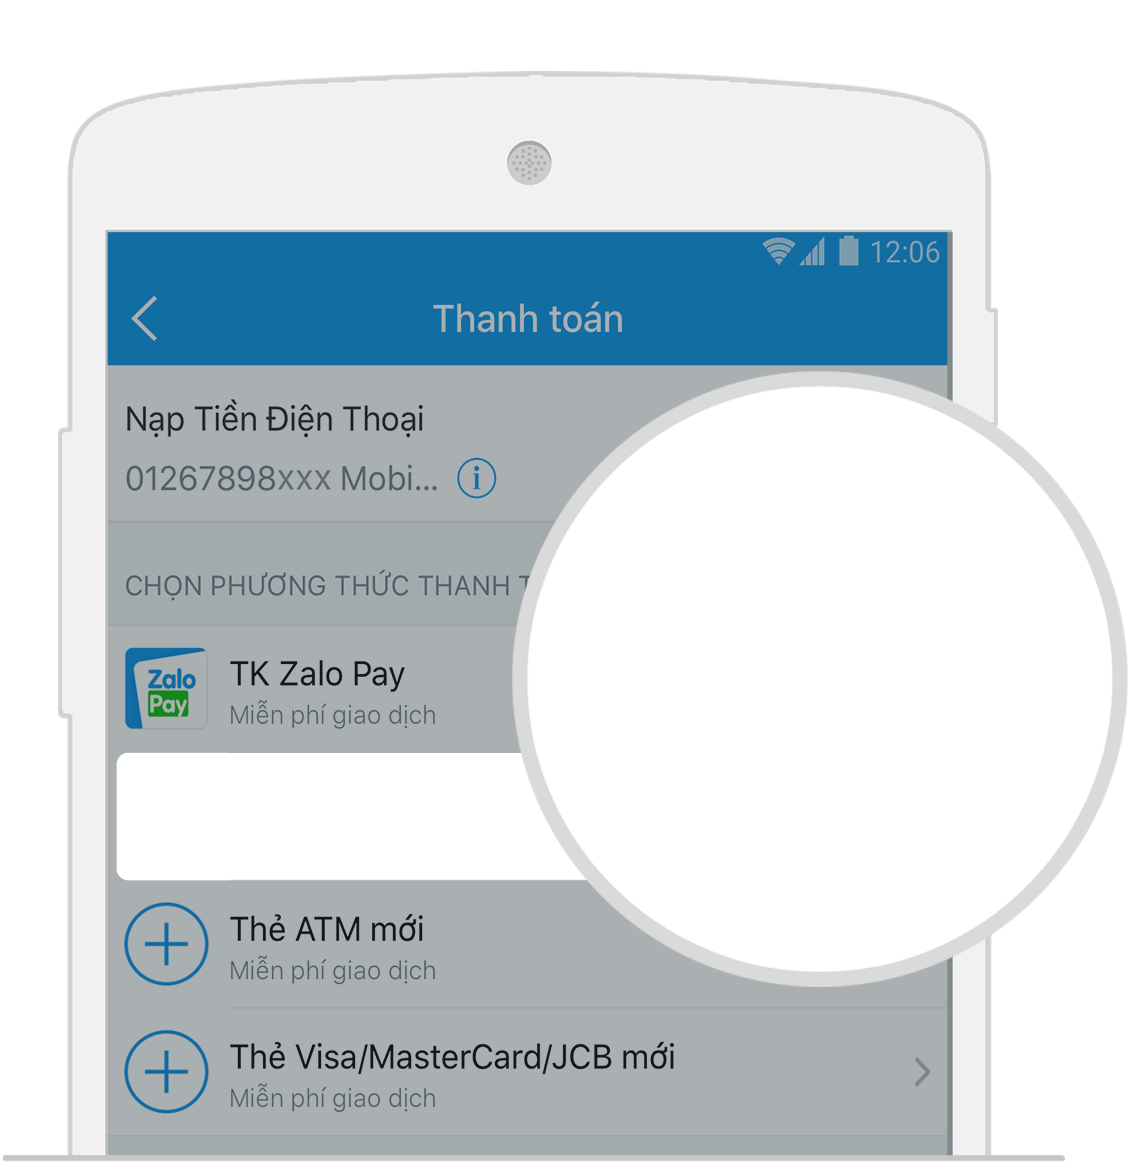 12:06
Thanh toán
Nạp Tiền Điện Thoại
01267898xxx Mobi...
CHỌN PHƯƠNG THỨC THANH
Zalo
Pay
TK Zalo Pay
Miễn phí giao dịch
Thẻ ATM mới
Miễn phí giao dịch
Thẻ Visa/MasterCard/JCB mới
Miễn phí giao dịch